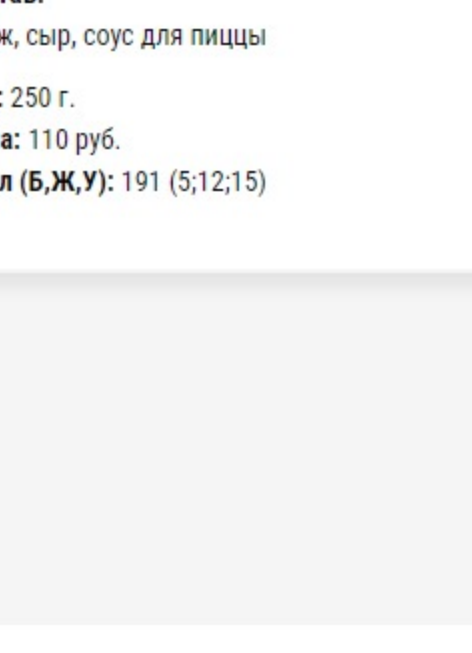 ж, сыр, соус для пиццы
: 250 г.
а: 110 руб.
л (Б,Ж,У): 191 (5;12;15)